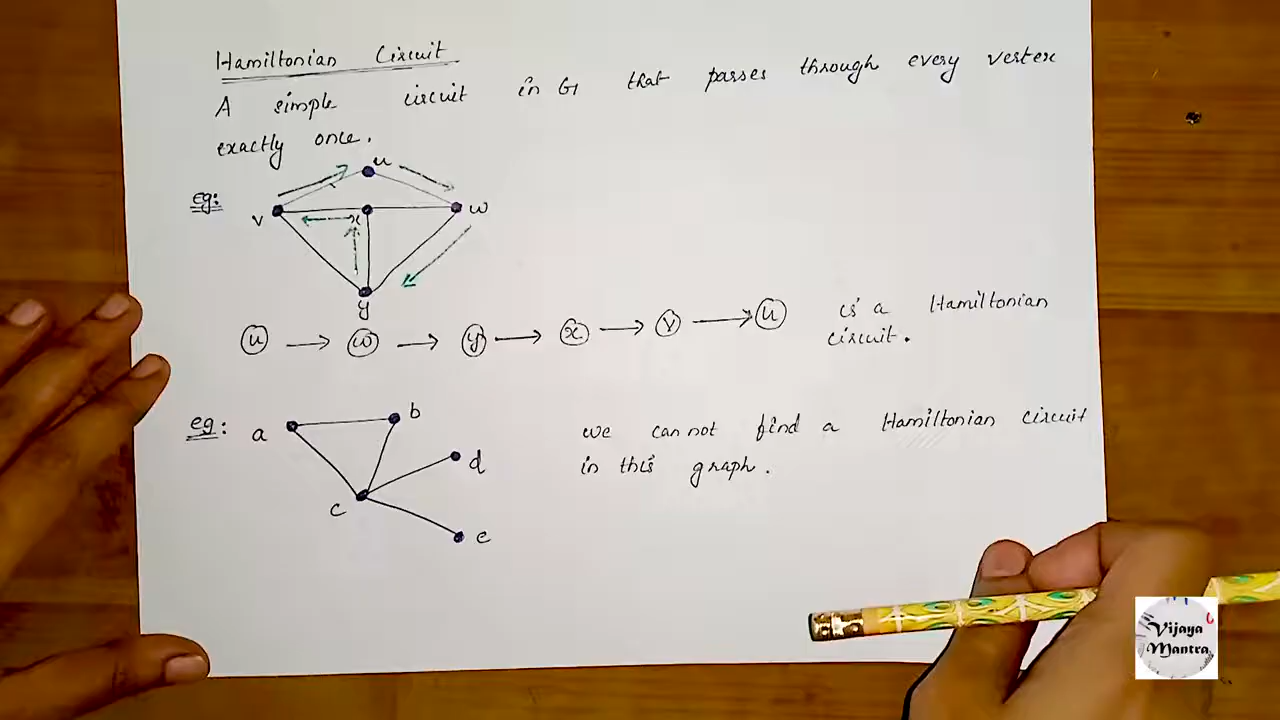 Hamiltonian Circuit
A simple circuit in G that passes through every vertex
exactly once.
eg:
u
v
x
w
y
u → w → y → x → v → u is a Hamiltonian
circuit.
eg:
a
b
we can not find a Hamiltonian circuit
in this graph.
d
c
e
Vijaya
Mantra